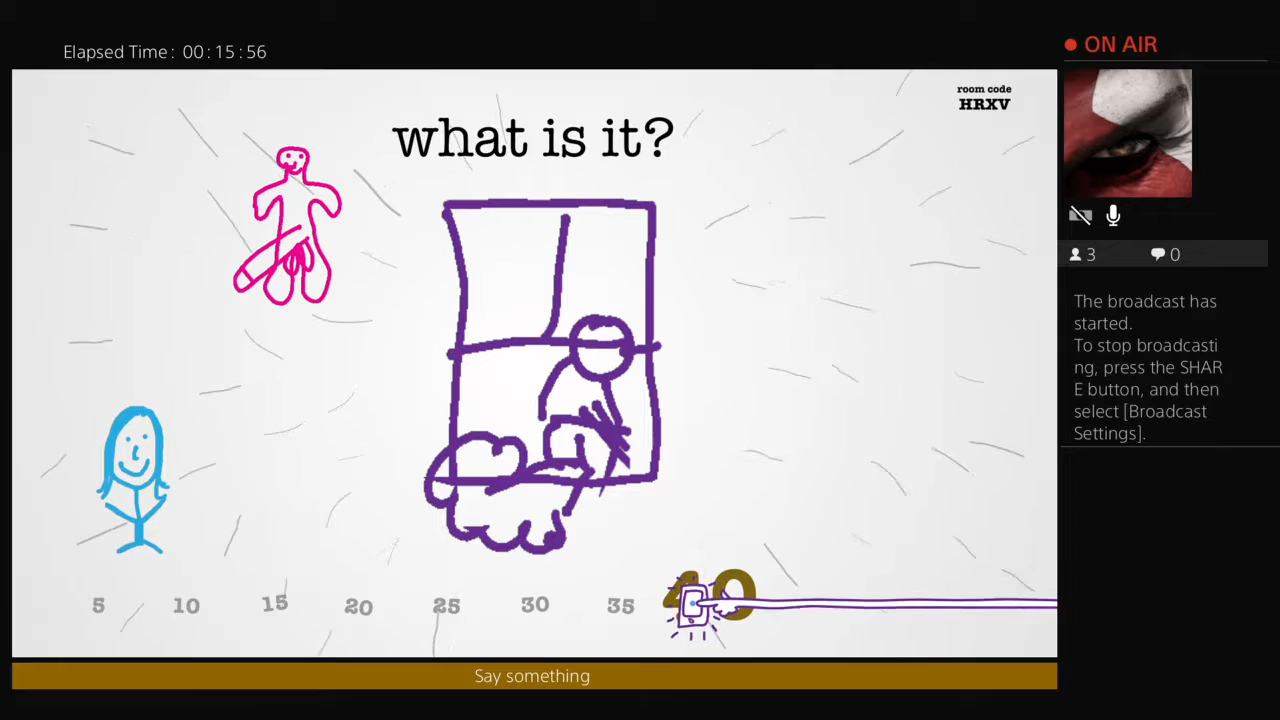 Elapsed Time: 00:15:56
ON AIR
room code
HRXV
what is it?
3
0
The broadcast has
started.
To stop broadcasti
ng, press the SHAR
E button, and then
select [Broadcast
Settings].
5 10 15 20 25 30 35 40
Say something